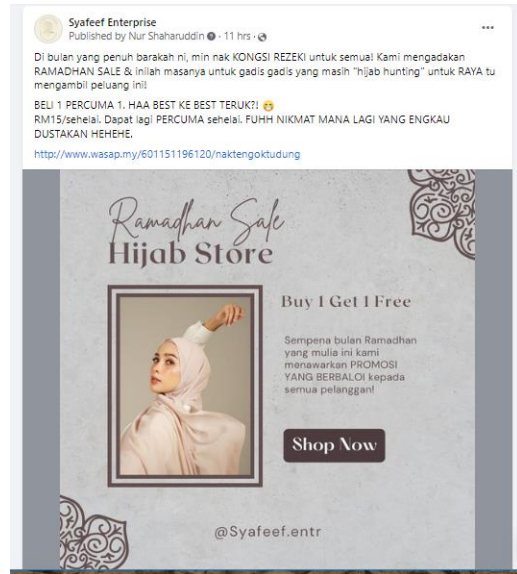 Syafeef Enterprise
Published by Nur Shaharuddin · 11 hrs ·
Di bulan yang penuh barakah ni, min nak KONGSI REZEKI untuk semua! Kami mengadakan
RAMADHAN SALE & inilah masanya untuk gadis gadis yang masih "hijab hunting" untuk RAYA tu
mengambil peluang ini!
BELI 1 PERCUMA 1. HAA BEST KE BEST TERUK?! 😁
RM15/sehelai. Dapat lagi PERCUMA sehelai. FUHH NIKMAT MANA LAGI YANG ENGKAU
DUSTAKAN HEHEHE.
http://www.wasap.my/601151196120/naktengoktudung
Ramadhan Sale
Hijab Store
Buy 1 Get 1 Free
Sempena bulan Ramadhan
yang mulia ini kami
menawarkan PROMOSI
YANG BERBALOI kepada
semua pelanggan!
Shop Now
@Syafeef.entr